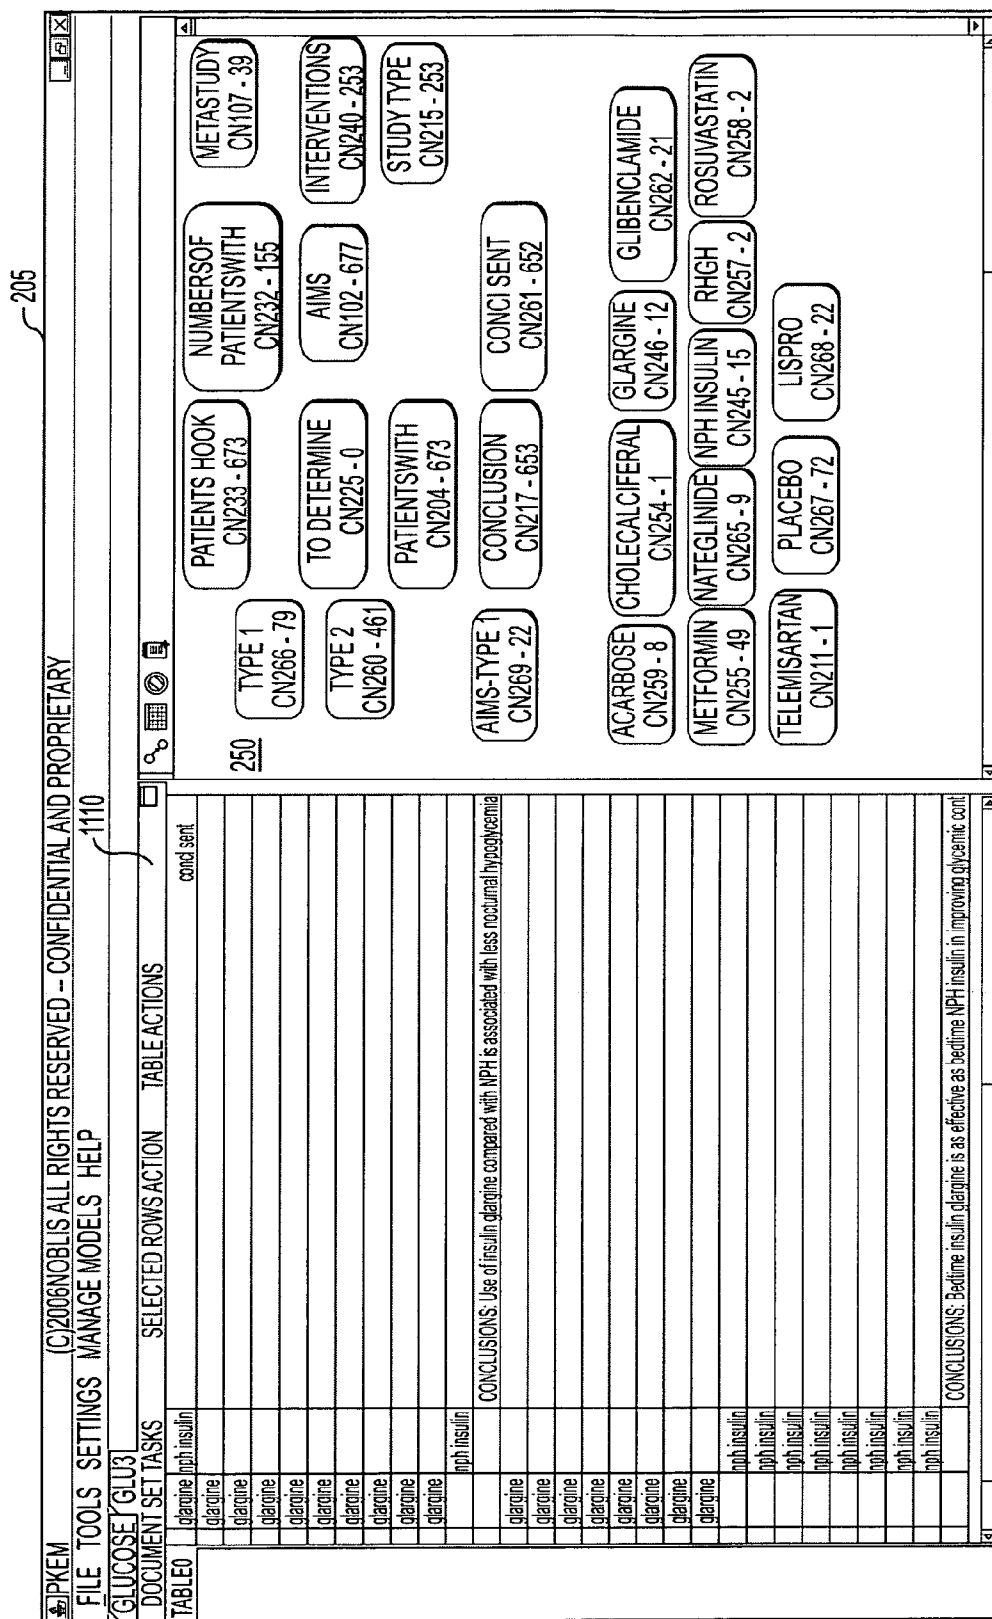 205
PKEM (C)2006NOBLIS ALL RIGHTS RESERVED – CONFIDENTIAL AND PROPRIETARY
FILE TOOLS SETTINGS MANAGE MODELS HELP
1110
GLUCOSE GLU3
DOCUMENT SET TASKS SELECTED ROWS ACTION TABLE ACTIONS
TABLE0
glargine nph insulin concl sent
glargine
glargine
glargine
glargine
glargine
glargine
glargine
glargine
glargine
nph insulin
CONCLUSIONS: Use of insulin glargine compared with NPH is associated with less nocturnal hypoglycemia
glargine
glargine
glargine
glargine
glargine
glargine
glargine
glargine
nph insulin
nph insulin
nph insulin
nph insulin
nph insulin
nph insulin
nph insulin
nph insulin
CONCLUSIONS: Bedtime insulin glargine is as effective as bedtime NPH insulin in improving glycemic cont
250
PATIENTS HOOK
CN233 - 673
NUMBERSOF
PATIENTSWITH
CN232 - 155
METASTUDY
CN107 - 39
TYPE 1
CN266 - 79
TO DETERMINE
CN225 - 0
AIMS
CN102 - 677
INTERVENTIONS
CN240 - 253
TYPE 2
CN260 - 461
PATIENTSWITH
CN204 - 673
STUDY TYPE
CN215 - 253
AIMS-TYPE 1
CN269 - 22
CONCLUSION
CN217 - 653
CONCI SENT
CN261 - 652
ACARBOSE
CN259 - 8
CHOLECALCIFERAL
CN254 - 1
GLARGINE
CN246 - 12
GLIBENCLAMIDE
CN262 - 21
METFORMIN
CN255 - 49
NATEGLINIDE
CN265 - 9
NPH INSULIN
CN245 - 15
RHGH
CN257 - 2
ROSUVASTATIN
CN258 - 2
TELEMISARTAN
CN211 - 1
PLACEBO
CN267 - 72
LISPRO
CN268 - 22